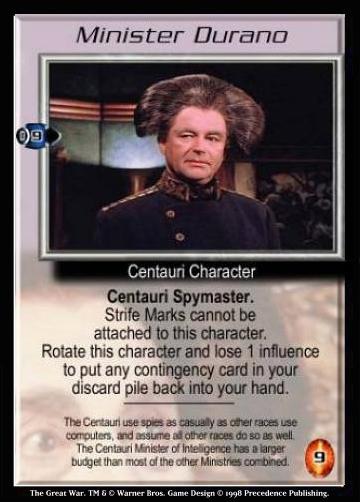 Minister Durano
9
Centauri Character
Centauri Spymaster.
Strife Marks cannot be
attached to this character.
Rotate this character and lose 1 influence
to put any contingency card in your
discard pile back into your hand.
The Centauri use spies as casually as other races use
computers, and assume all other races do so as well.
The Centauri Minister of Intelligence has a larger
budget than most of the other Ministries combined.
9
The Great War. TM & © Warner Bros. Game Design © 1998 Precedence Publishing.